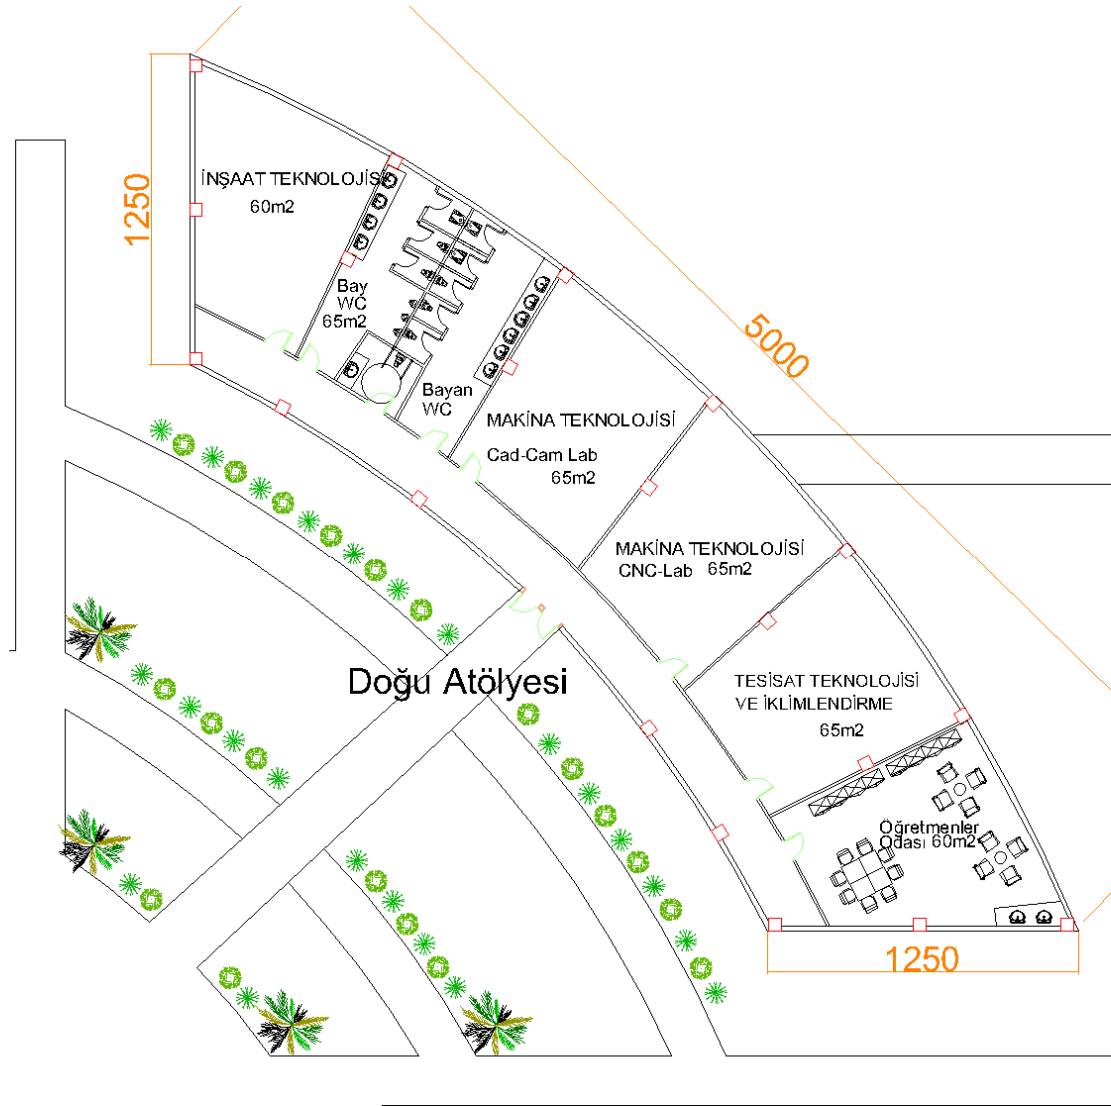 1250
5000
İNŞAAT TEKNOLOJİSİ
60m2
Bay
WC
65m2
Bayan
WC
MAKİNA TEKNOLOJİSİ
Cad-Cam Lab
65m2
MAKİNA TEKNOLOJİSİ
CNC-Lab 65m2
Doğu Atölyesi
TESİSAT TEKNOLOJİSİ
VE İKLİMLENDİRME
65m2
Öğretmenler
Odası 60m2
1250